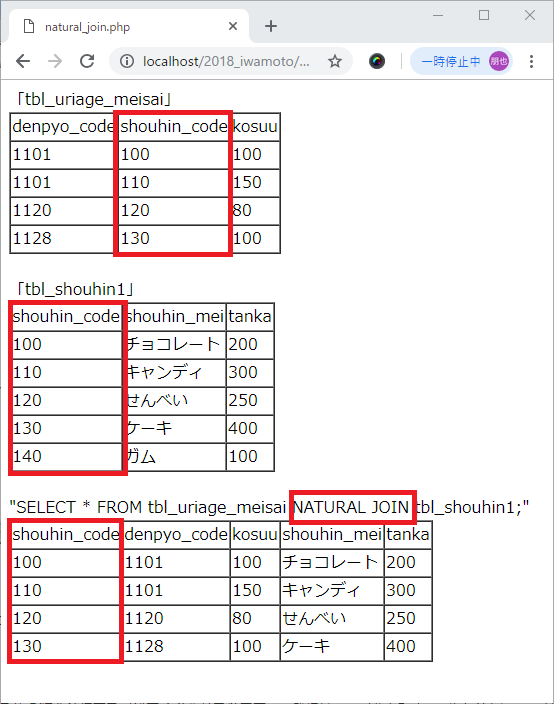 natural_join.php
localhost/2018_iwamoto/...
一時停止中
朋也
「tbl_uriage_meisai」
denpyo_code shouhin_code kosuu
1101 100 100
1101 110 150
1120 120 80
1128 130 100
「tbl_shouhin1」
shouhin_code shouhin_mei tanka
100 チョコレート 200
110 キャンディ 300
120 せんべい 250
130 ケーキ 400
140 ガム 100
"SELECT * FROM tbl_uriage_meisai NATURAL JOIN tbl_shouhin1;"
shouhin_code denpyo_code kosuu shouhin_mei tanka
100 1101 100 チョコレート 200
110 1101 150 キャンディ 300
120 1120 80 せんべい 250
130 1128 100 ケーキ 400